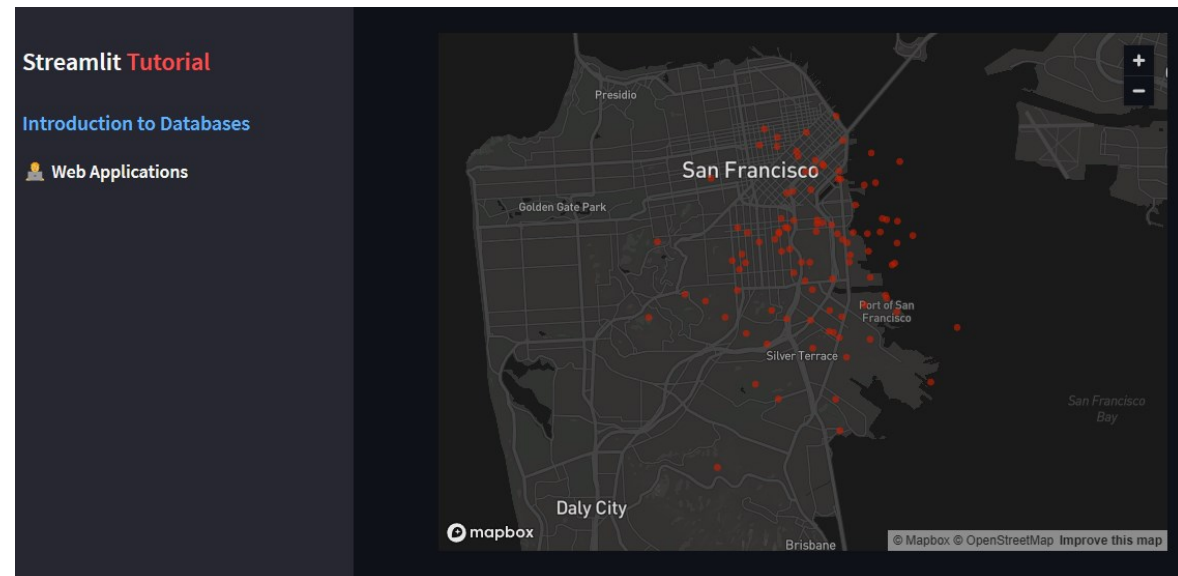 Streamlit Tutorial
Introduction to Databases
🧑‍💻 Web Applications
Presidio
San Francisco
Golden Gate Park
Port of San
Francisco
Silver Terrace
San Francisco
Bay
Daly City
Brisbane
+
−
mapbox
© Mapbox © OpenStreetMap Improve this map